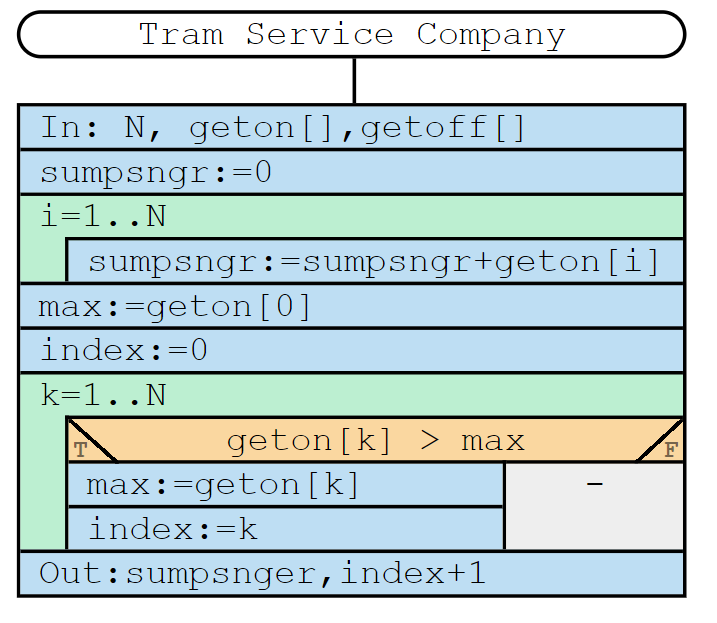 Tram Service Company
In: N, geton[],getoff[]
sumpsngr:=0
i=1..N
sumpsngr:=sumpsngr+geton[i]
max:=geton[0]
index:=0
k=1..N
T geton[k] > max F
max:=geton[k] -
index:=k
Out:sumpsnger,index+1